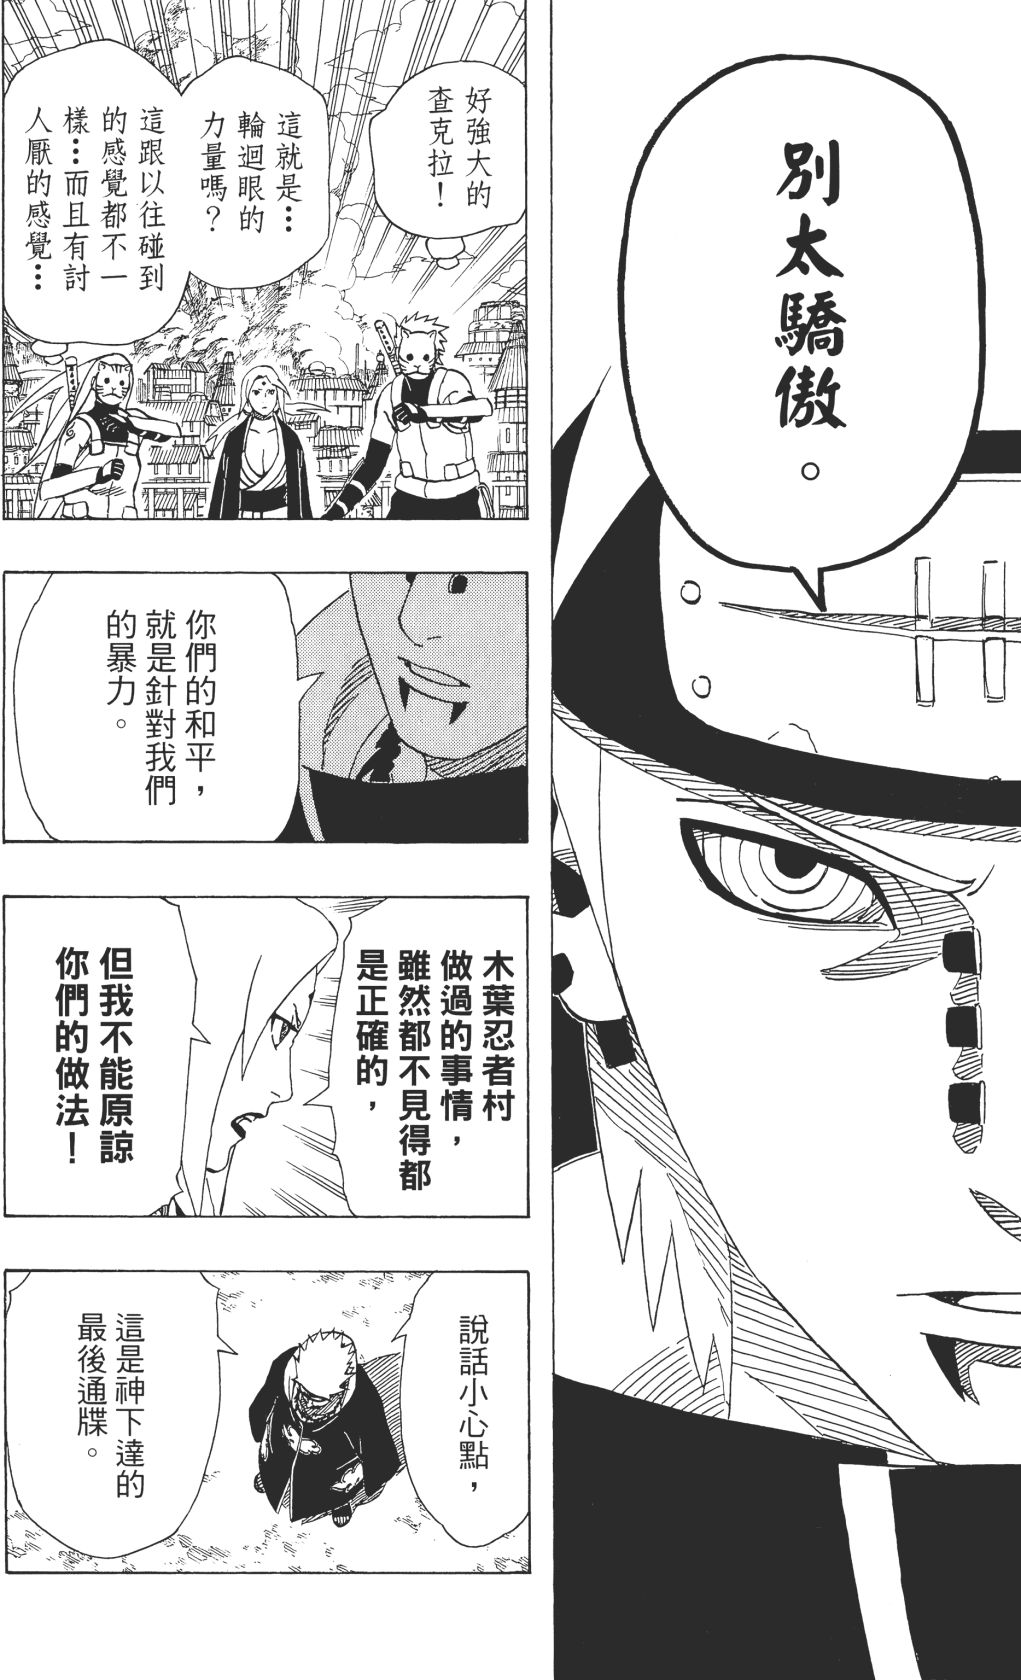 別太驕傲。
好強大的
查克拉！
這就是…
輪迴眼的
力量嗎？
這跟以往碰到
的感覺都不一
樣…而且有討
人厭的感覺…
你們的和平，
就是針對我們
的暴力。
木葉忍者村
做過的事情，
雖然都不見得都
是正確的，
但我不能原諒
你們的做法！
說話小心點，
這是神下達的
最後通牒。